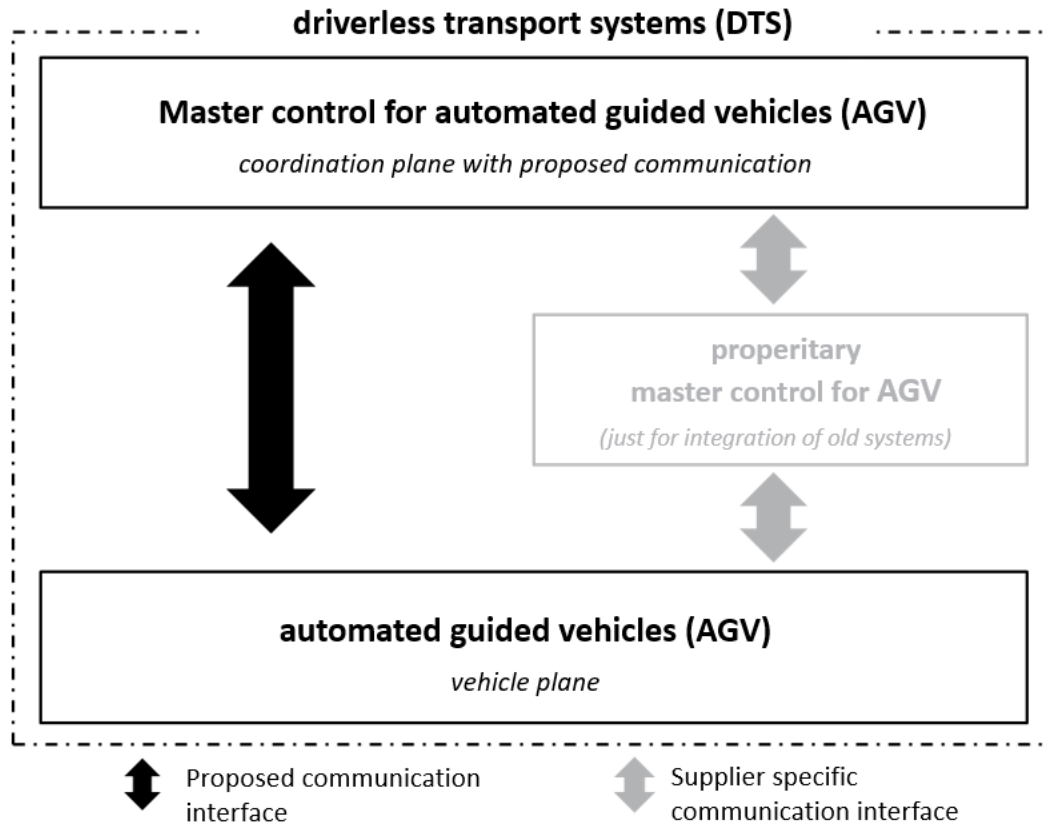 driverless transport systems (DTS)
Master control for automated guided vehicles (AGV)
coordination plane with proposed communication
properitary
master control for AGV
(just for integration of old systems)
automated guided vehicles (AGV)
vehicle plane
Proposed communication
interface
Supplier specific
communication interface